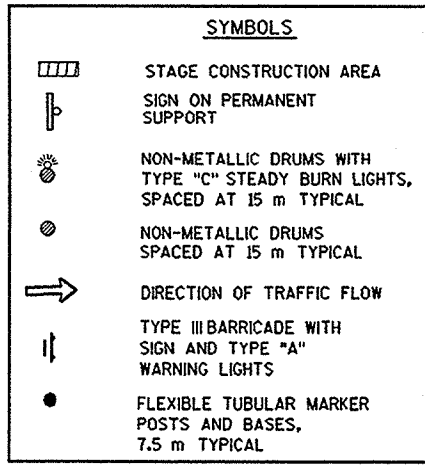 SYMBOLS
STAGE CONSTRUCTION AREA
SIGN ON PERMANENT
SUPPORT
NON-METALLIC DRUMS WITH
TYPE "C" STEADY BURN LIGHTS,
SPACED AT 15 m TYPICAL
NON-METALLIC DRUMS
SPACED AT 15 m TYPICAL
DIRECTION OF TRAFFIC FLOW
TYPE III BARRICADE WITH
SIGN AND TYPE "A"
WARNING LIGHTS
FLEXIBLE TUBULAR MARKER
POSTS AND BASES,
7.5 m TYPICAL